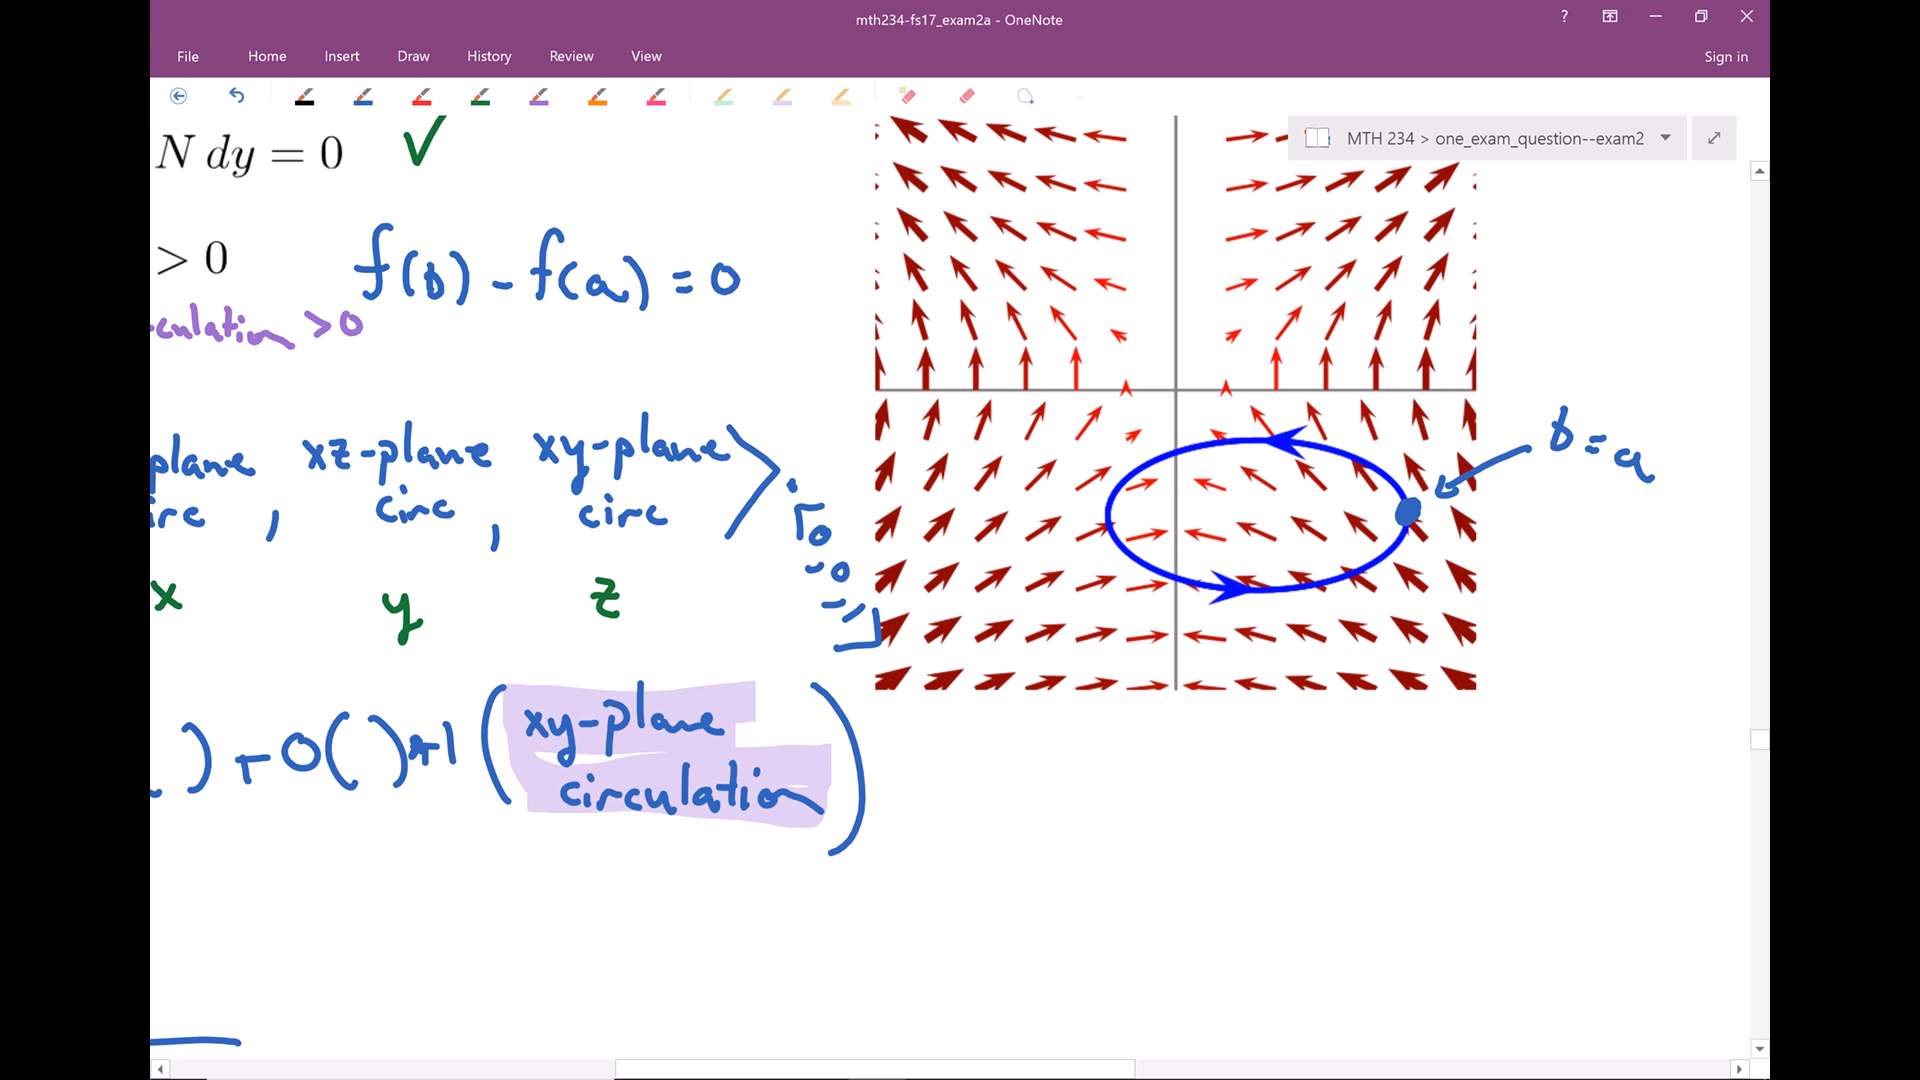 mth234-fs17_exam2a - OneNote
?
File Home Insert Draw History Review View
Sign in
N dy = 0 ✓
MTH 234 > one_exam_question--exam2
> 0
f(b) - f(a) = 0
culation > 0
b = a
plane xz-plane xy-plane
irc , circ , circ
x y z
) + 0( ) + 1 ( xy-plane
circulation )